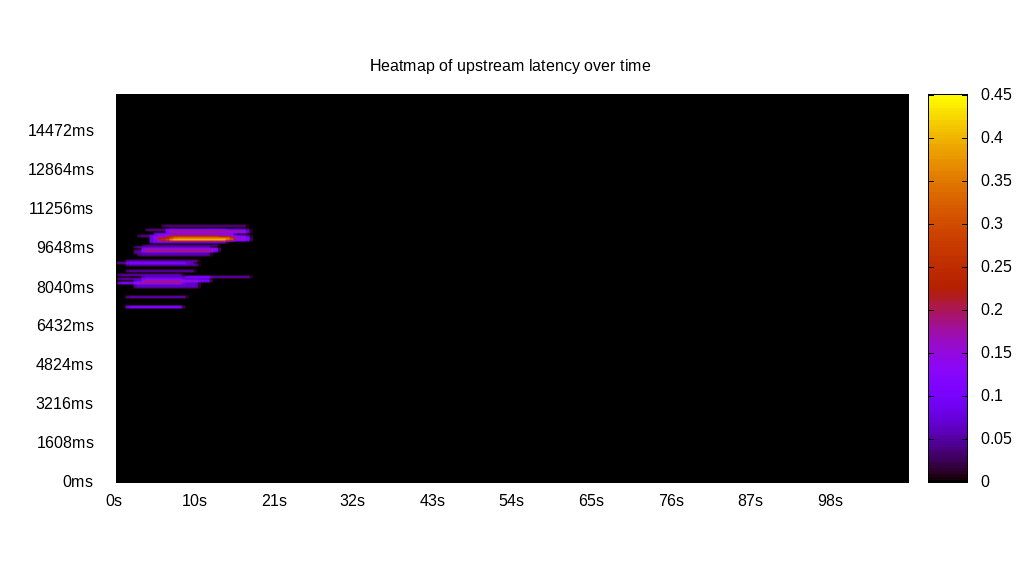 Heatmap of upstream latency over time
14472ms
12864ms
11256ms
9648ms
8040ms
6432ms
4824ms
3216ms
1608ms
0ms
0s 10s 21s 32s 43s 54s 65s 76s 87s 98s
0.45
0.4
0.35
0.3
0.25
0.2
0.15
0.1
0.05
0